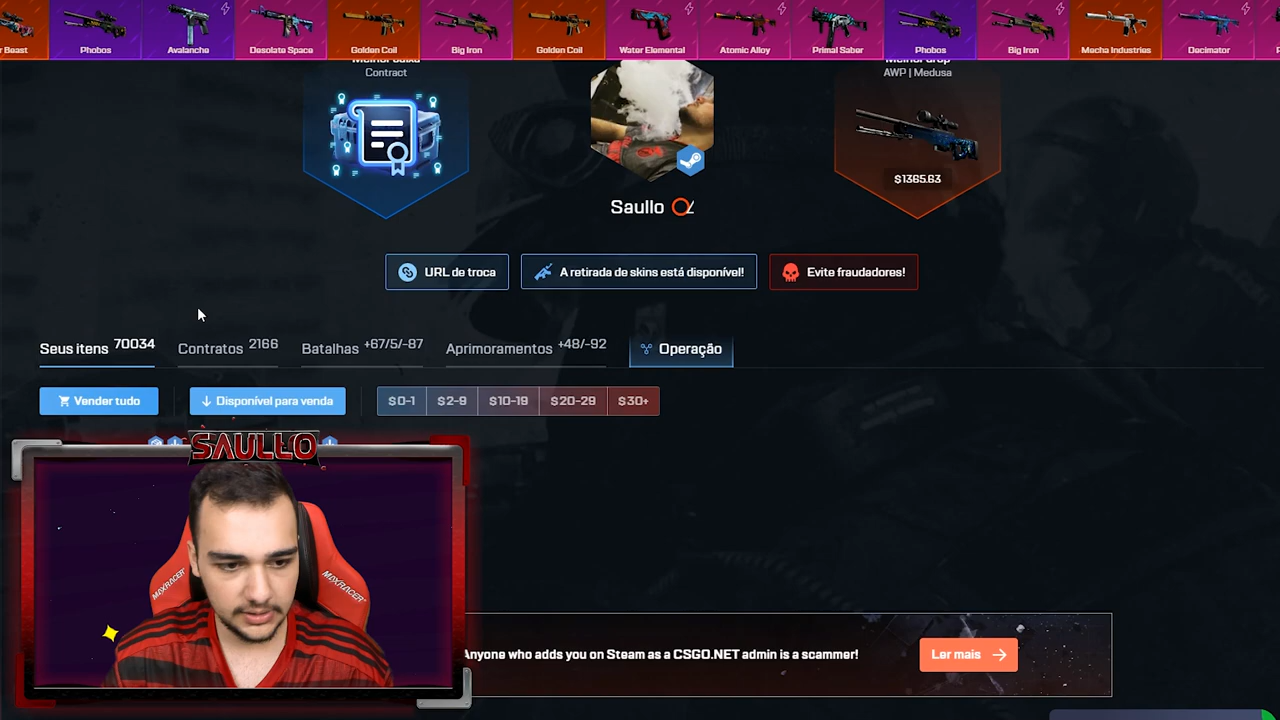 Phobos
Avalanche
Desolate Space
Golden Coil
Big Iron
Golden Coil
Water Elemental
Atomic Alloy
Primal Saber
Phobos
Big Iron
Mecha Industries
Decimator
Contract
AWP | Medusa
$1365.63
Saullo
URL de troca
A retirada de skins está disponível!
Evite fraudadores!
Seus itens 70034
Contratos 2166
Batalhas +67/5/-87
Aprimoramentos +48/-92
Operação
Vender tudo
Disponível para venda
$0-1
$2-9
$10-19
$20-29
$30+
SAULLO
MAXRACER
MAXRACER
Anyone who adds you on Steam as a CSGO.NET admin is a scammer!
Ler mais